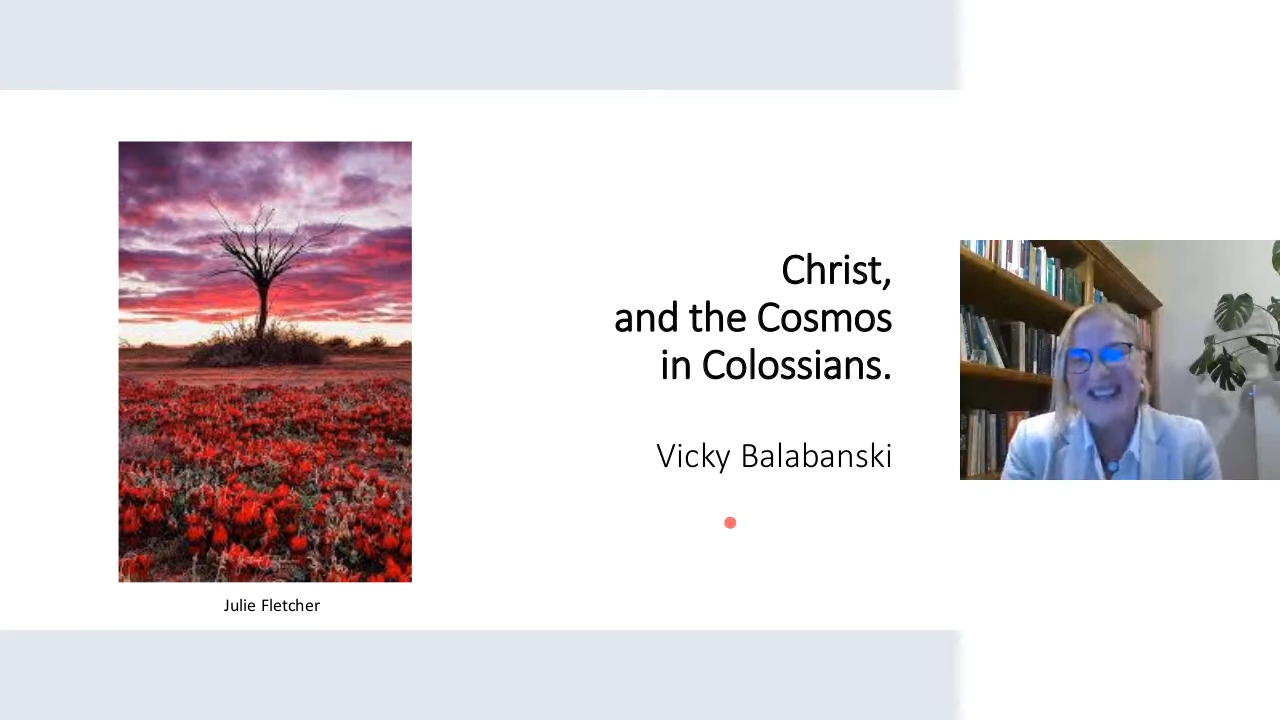 Christ,
and the Cosmos
in Colossians.
Vicky Balabanski
Julie Fletcher